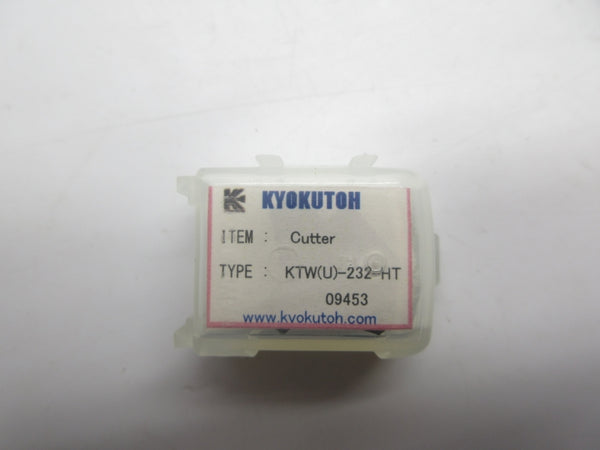 K KYOKUTOH
ITEM : Cutter
TYPE : KTW(U)-232-HT
09453
www.kyokutoh.com